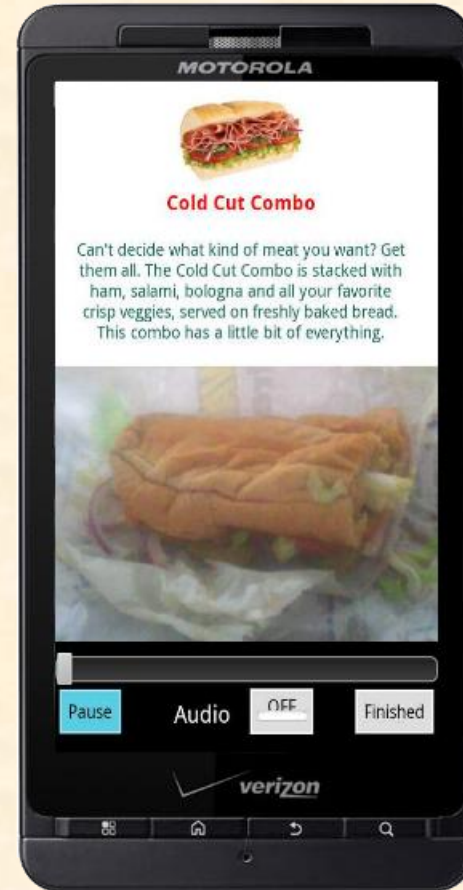 MOTOROLA
Cold Cut Combo
Can't decide what kind of meat you want? Get
them all. The Cold Cut Combo is stacked with
ham, salami, bologna and all your favorite
crisp veggies, served on freshly baked bread.
This combo has a little bit of everything.
Pause
Audio
OFF
Finished
verizon